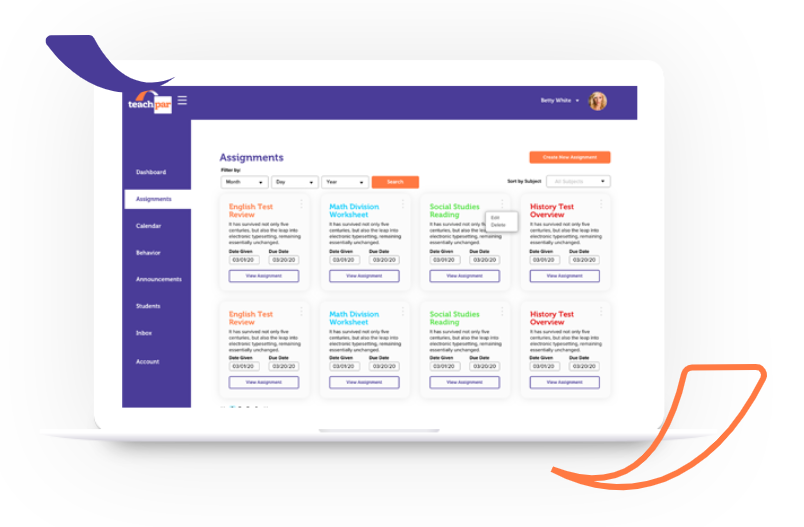 teachpar
Betty White
Dashboard
Assignments
Calendar
Behavior
Announcements
Students
Inbox
Account
Assignments
Create New Assignment
Filter by:
Month Day Year Search
Sort by Subject All Subjects
English Test
Review
It has survived not only five
centuries, but also the leap into
electronic typesetting, remaining
essentially unchanged.
Date Given Due Date
03/01/20 03/20/20
View Assignment
Math Division
Worksheet
It has survived not only five
centuries, but also the leap into
electronic typesetting, remaining
essentially unchanged.
Date Given Due Date
03/01/20 03/20/20
View Assignment
Social Studies
Reading
Edit
Delete
It has survived not only five
centuries, but also the leap into
electronic typesetting, remaining
essentially unchanged.
Date Given Due Date
03/01/20 03/20/20
View Assignment
History Test
Overview
It has survived not only five
centuries, but also the leap into
electronic typesetting, remaining
essentially unchanged.
Date Given Due Date
03/01/20 03/20/20
View Assignment
English Test
Review
It has survived not only five
centuries, but also the leap into
electronic typesetting, remaining
essentially unchanged.
Date Given Due Date
03/01/20 03/20/20
View Assignment
Math Division
Worksheet
It has survived not only five
centuries, but also the leap into
electronic typesetting, remaining
essentially unchanged.
Date Given Due Date
03/01/20 03/20/20
View Assignment
Social Studies
Reading
It has survived not only five
centuries, but also the leap into
electronic typesetting, remaining
essentially unchanged.
Date Given Due Date
03/01/20 03/20/20
View Assignment
History Test
Overview
It has survived not only five
centuries, but also the leap into
electronic typesetting, remaining
essentially unchanged.
Date Given Due Date
03/01/20 03/20/20
View Assignment